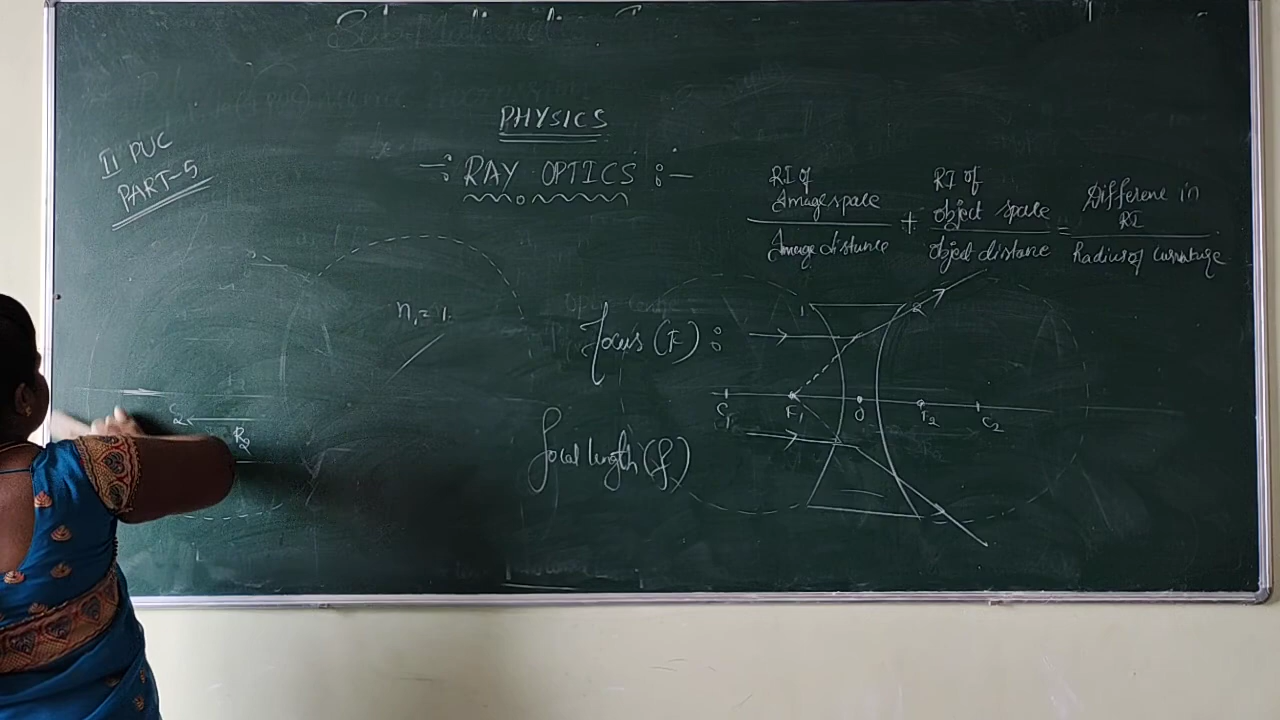 PHYSICS
II PUC
PART-5
-: RAY OPTICS :-
RI of
Image space
Image distance
+
RI of
object space
object distance
=
Differene in
RI
Radius of curvature
n₁ = 1.
focus (F) :
C₁
F₁
O
F₂
C₂
R₂
focal length (f)